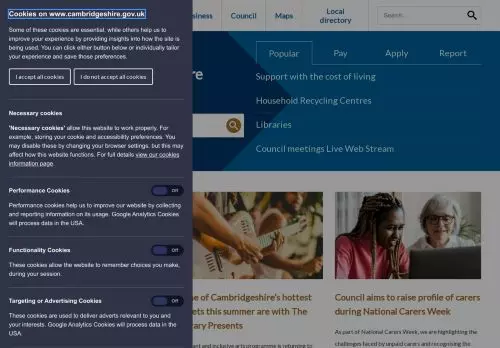 Cookies on www.cambridgeshire.gov.uk
Some of these cookies are essential, while others help us to
improve your experience by providing insights into how the site is
being used. You can click either button below or individually tailor
your experience and save those preferences.
I accept all cookies
I do not accept all cookies
Necessary cookies
'Necessary cookies' allow this website to work properly. For
example, storing your cookie and accessibility preferences. You
may disable these by changing your browser settings, but this may
affect how this website functions. For full details view our cookies
information page.
Performance Cookies
Off
Performance cookies help us to improve our website by collecting
and reporting information on its usage. Google Analytics Cookies
will process data in the USA.
Functionality Cookies
Off
These cookies allow the website to remember choices you make,
during your session.
Targeting or Advertising Cookies
Off
These cookies are used to deliver adverts relevant to you and
your interests. Google Analytics Cookies will process data in the
USA.
siness
Council
Maps
Local
directory
Search...
re
Popular
Pay
Apply
Report
Support with the cost of living
Household Recycling Centres
Libraries
Council meetings Live Web Stream
ne of Cambridgeshire's hottest
ets this summer are with The
rary Presents
Council aims to raise profile of carers
during National Carers Week
As part of National Carers Week, we are highlighting the
challenges faced by unpaid carers and recognising the